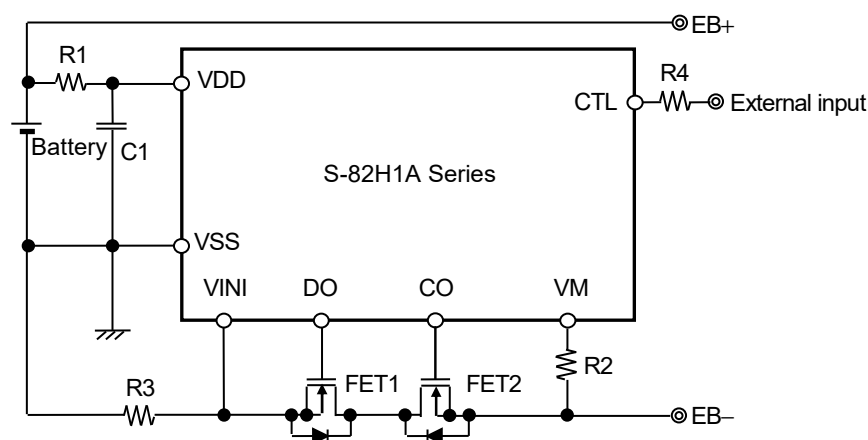 EB+
R1
VDD
R4
CTL
External input
Battery
C1
S-82H1A Series
VSS
VINI
DO
CO
VM
R3
FET1
FET2
R2
EB−